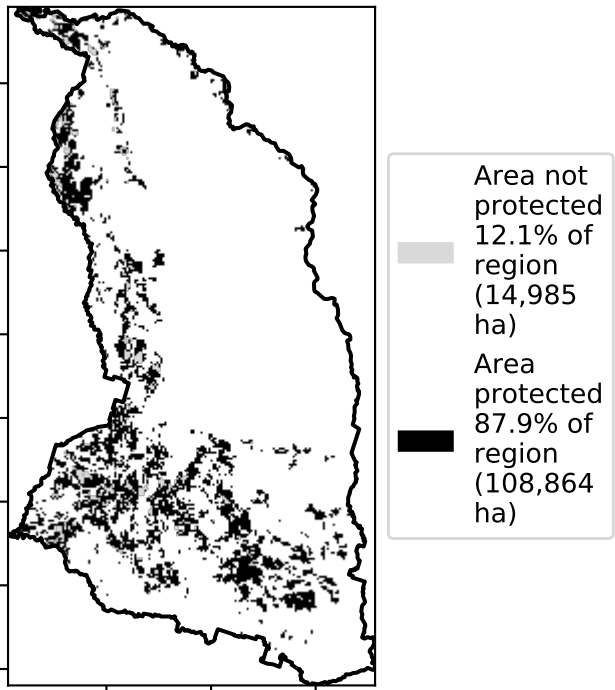 Area not
protected
12.1% of
region
(14,985
ha)
Area
protected
87.9% of
region
(108,864
ha)